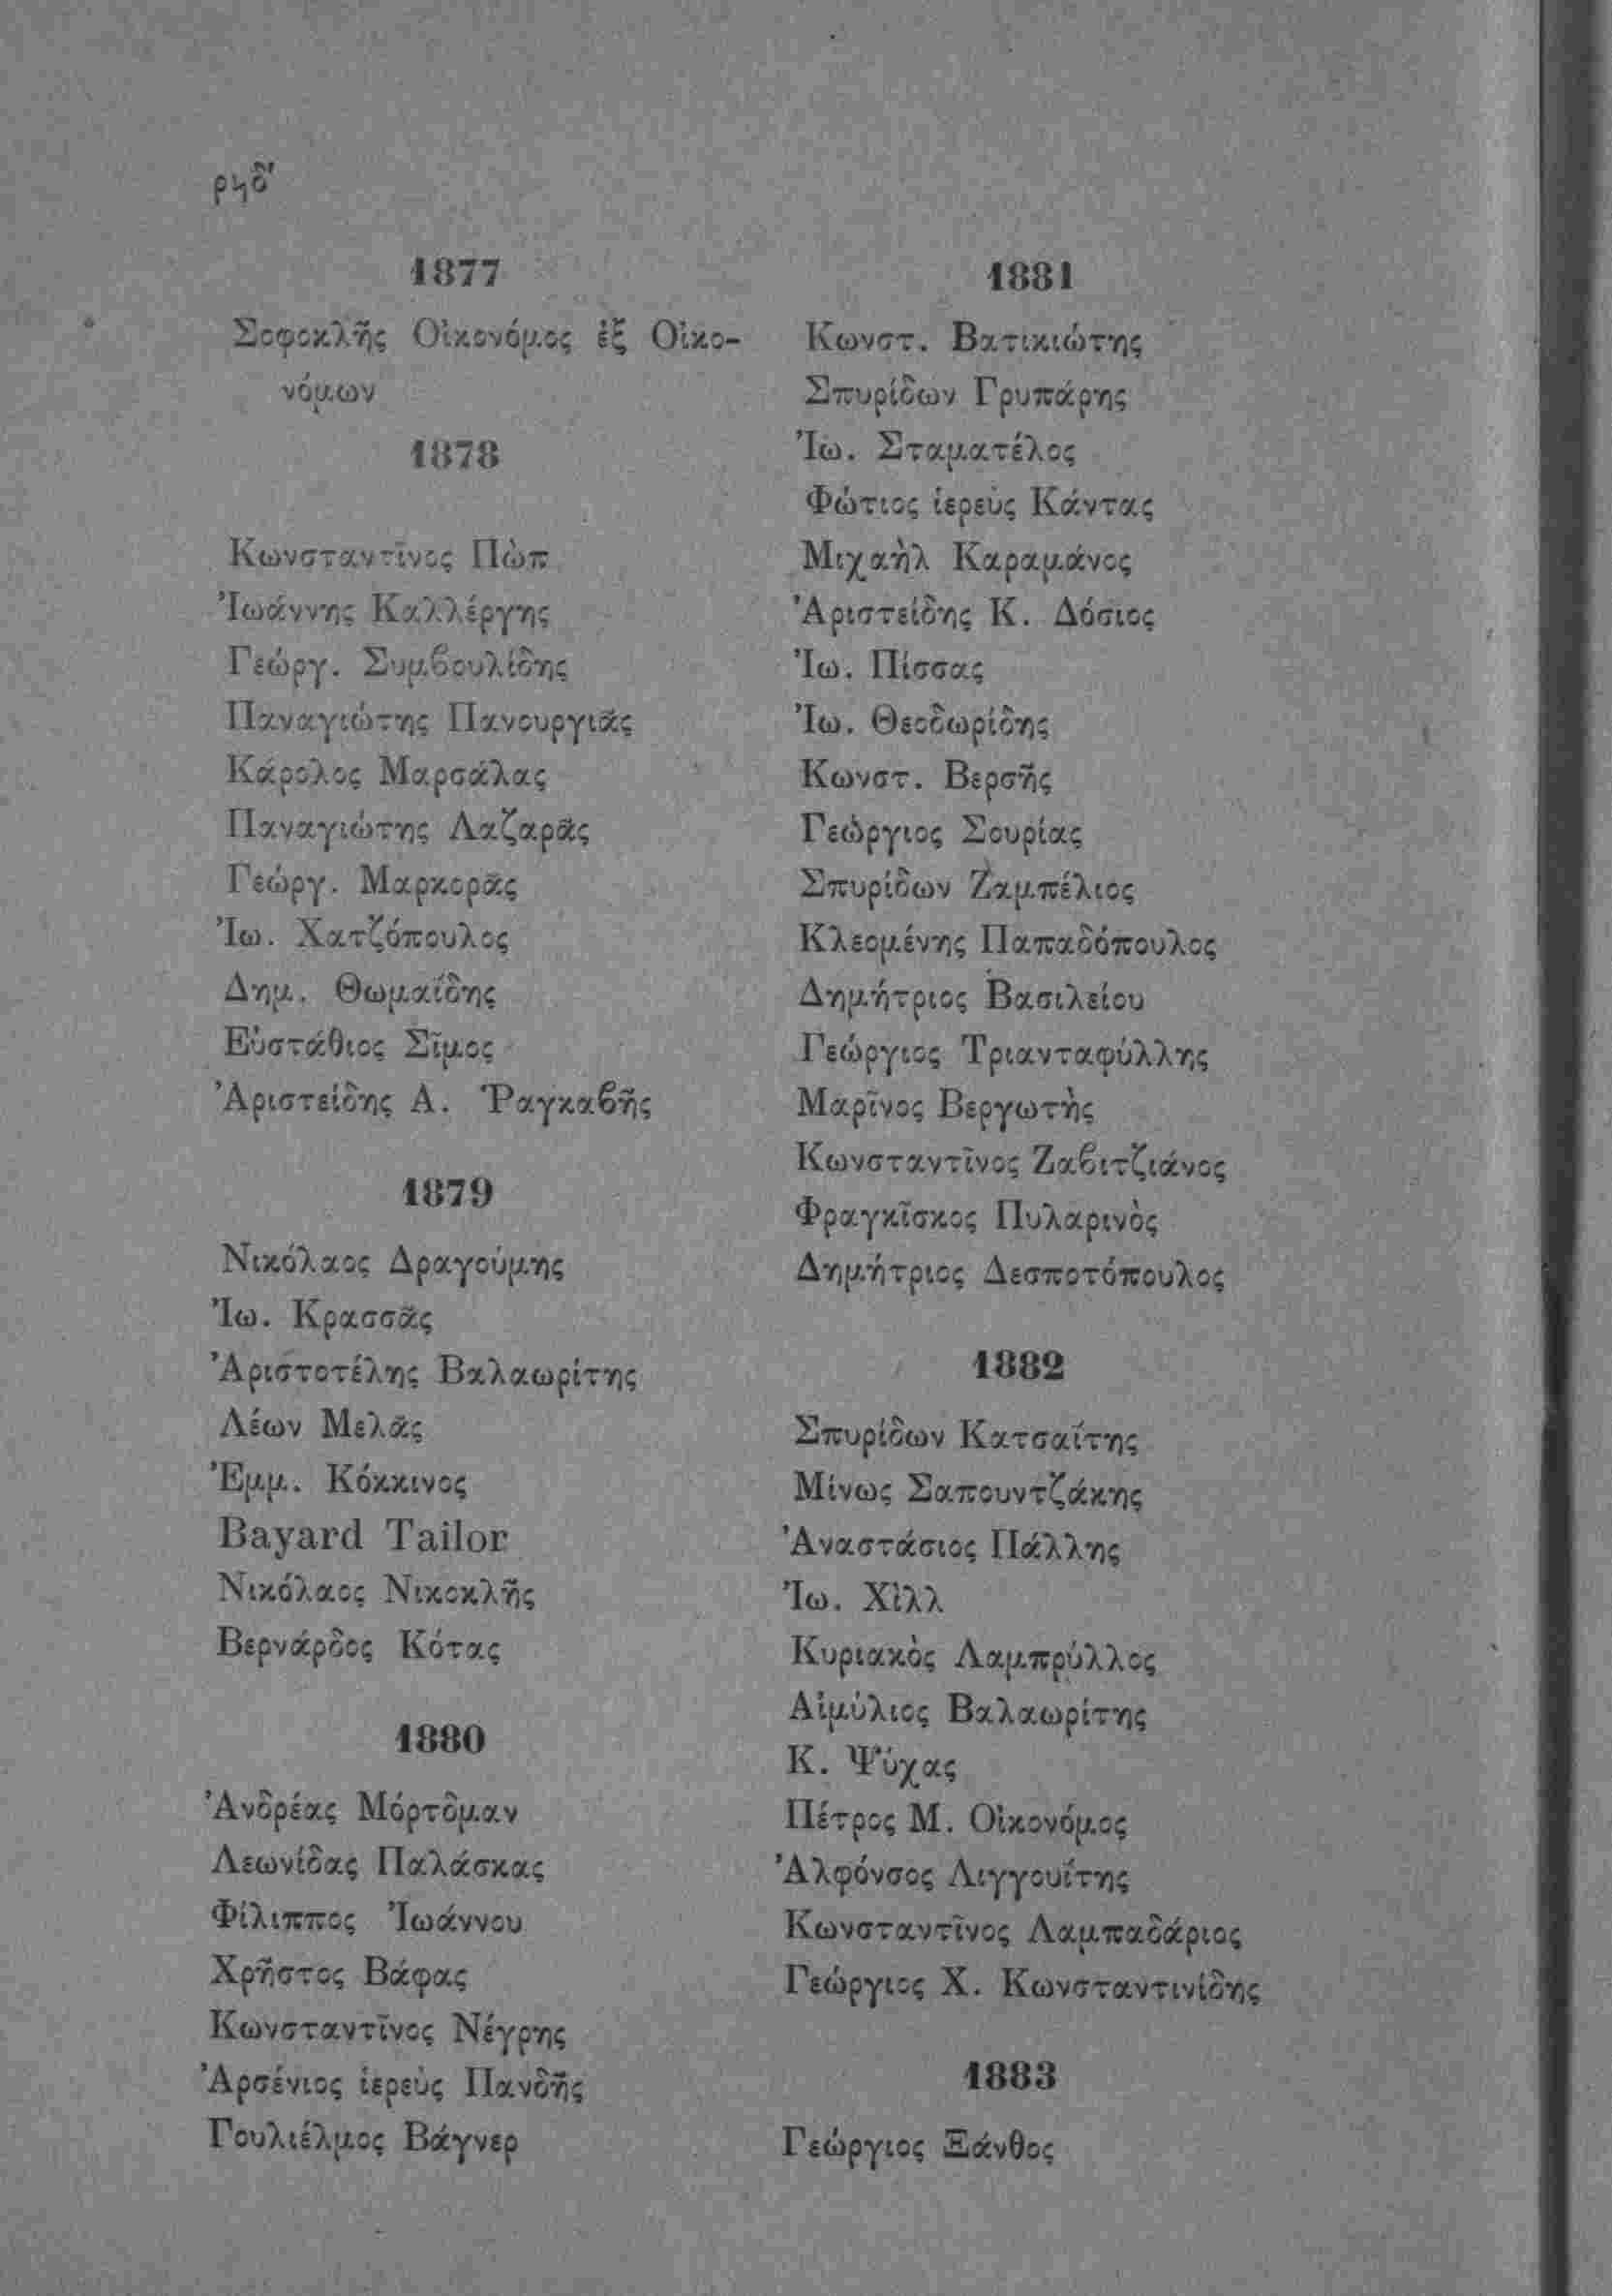 ρϟδ'
1877
Σοφοκλῆς Οἰκονόμος ἐξ Οἰκο-
νόμων
1878
Κωνσταντῖνος Πὼπ
Ἰωάννης Καλλέργης
Γεώργ. Συμϐουλίδης
Παναγιώτης Πανουργιᾶς
Κάρολος Μαρσάλας
Παναγιώτης Λαζαρᾶς
Γεώργ. Μαρκορᾶς
Ἰω. Χατζόπουλος
Δημ. Θωμαΐδης
Εὐστάθιος Σῖμος
Ἀριστείδης Α. Ῥαγκαϐῆς
1879
Νικόλαος Δραγούμης
Ἰω. Κρασσᾶς
Ἀριστοτέλης Βαλαωρίτης
Λέων Μελᾶς
Ἐμμ. Κόκκινος
Bayard Tailor
Νικόλαος Νικοκλῆς
Βερνάρδος Κότας
1880
Ἀνδρέας Μόρτδμαν
Λεωνίδας Παλάσκας
Φίλιππος Ἰωάννου
Χρῆστος Βάφας
Κωνσταντῖνος Νέγρης
Ἀρσένιος ἱερεὺς Πανδῆς
Γουλιέλμος Βάγνερ
1881
Κωνστ. Βατικιώτης
Σπυρίδων Γρυπάρης
Ἰω. Σταματέλος
Φώτιος ἱερεὺς Κάντας
Μιχαὴλ Καραμάνος
Ἀριστείδης Κ. Δόσιος
Ἰω. Πίσσας
Ἰω. Θεοδωρίδης
Κωνστ. Βερσῆς
Γεώργιος Σουρίας
Σπυρίδων Ζαμπέλιος
Κλεομένης Παπαδόπουλος
Δημήτριος Βασιλείου
Γεώργιος Τριανταφύλλης
Μαρῖνος Βεργωτὴς
Κωνσταντῖνος Ζαϐιτζιάνος
Φραγκῖσκος Πυλαρινὸς
Δημήτριος Δεσποτόπουλος
1882
Σπυρίδων Κατσαΐτης
Μίνως Σαπουντζάκης
Ἀναστάσιος Πάλλης
Ἰω. Χὶλλ
Κυριακὸς Λαμπρύλλος
Αἰμύλιος Βαλαωρίτης
Κ. Ψύχας
Πέτρος Μ. Οἰκονόμος
Ἀλφόνσος Λιγγουΐτης
Κωνσταντῖνος Λαμπαδάριος
Γεώργιος Χ. Κωνσταντινίδης
1883
Γεώργιος Ξάνθος